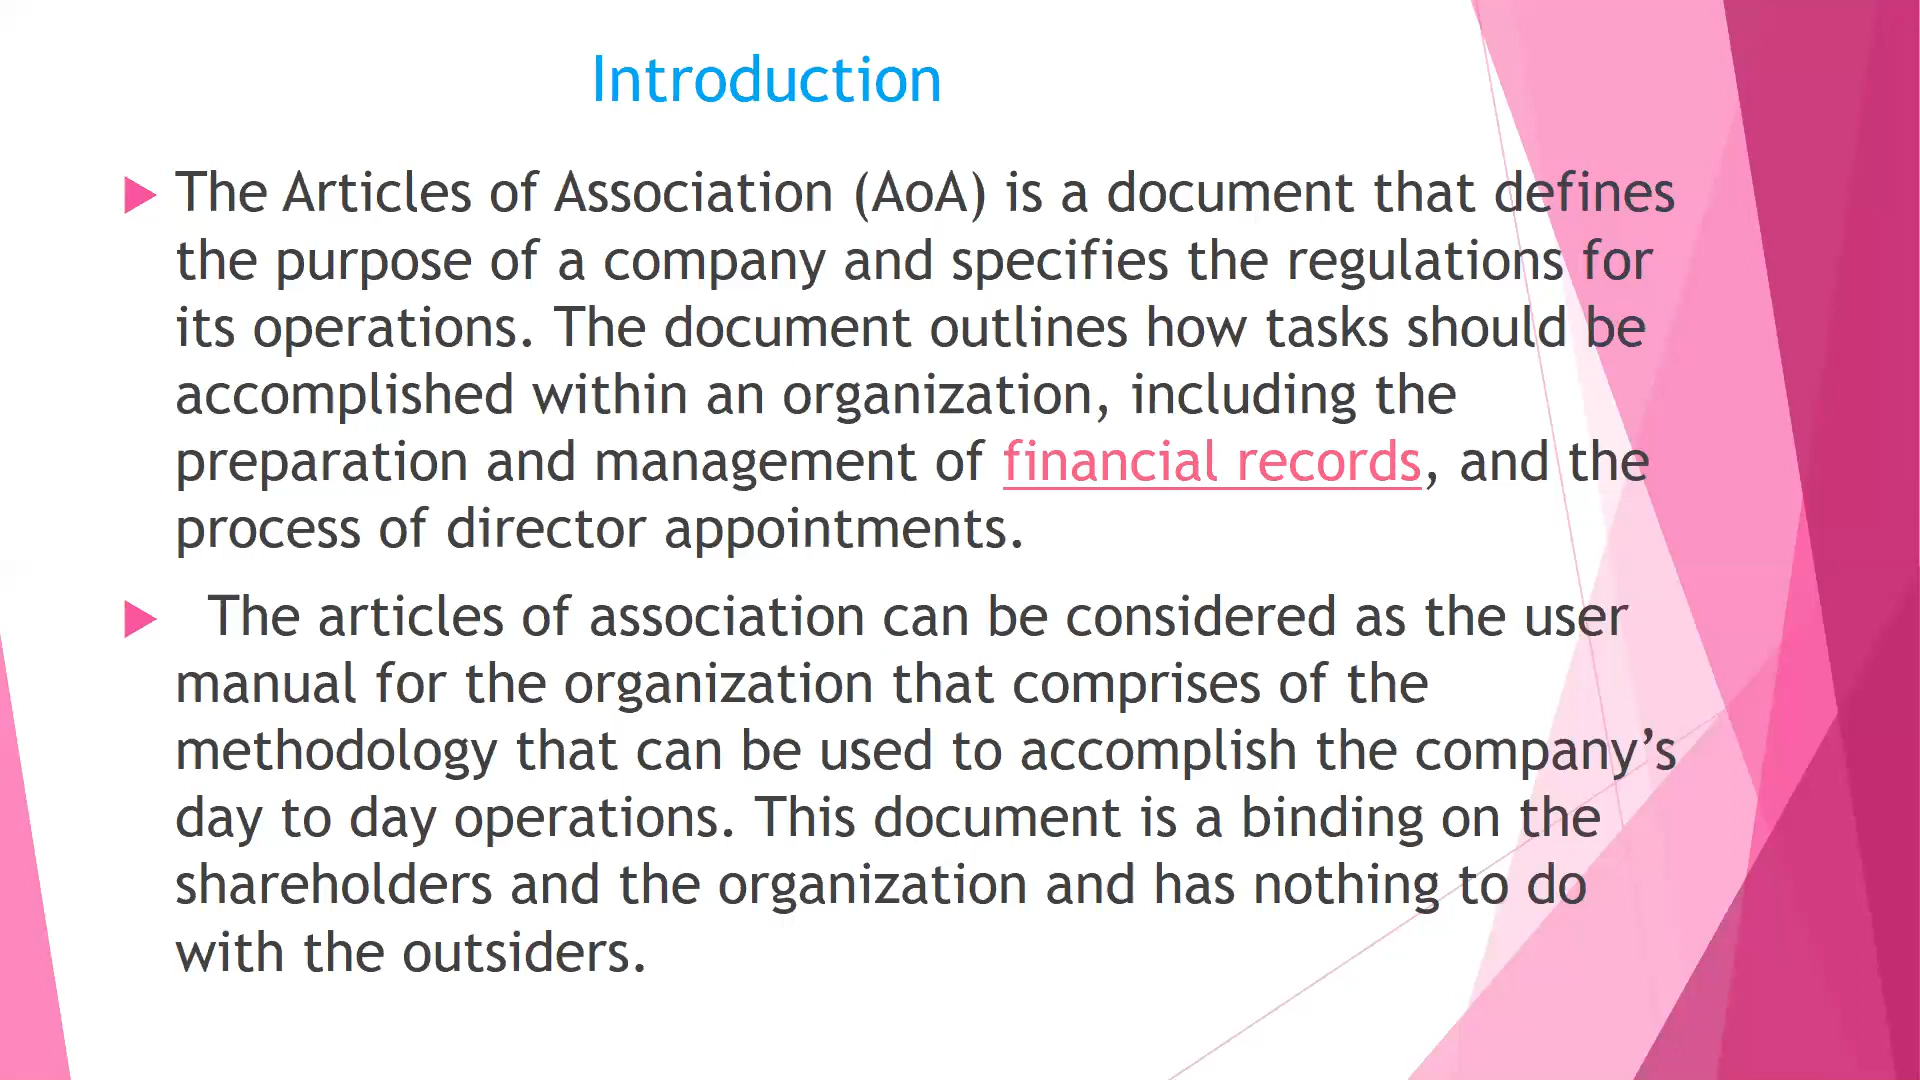 Introduction
The Articles of Association (AoA) is a document that defines
the purpose of a company and specifies the regulations for
its operations. The document outlines how tasks should be
accomplished within an organization, including the
preparation and management of financial records, and the
process of director appointments.
The articles of association can be considered as the user
manual for the organization that comprises of the
methodology that can be used to accomplish the company’s
day to day operations. This document is a binding on the
shareholders and the organization and has nothing to do
with the outsiders.